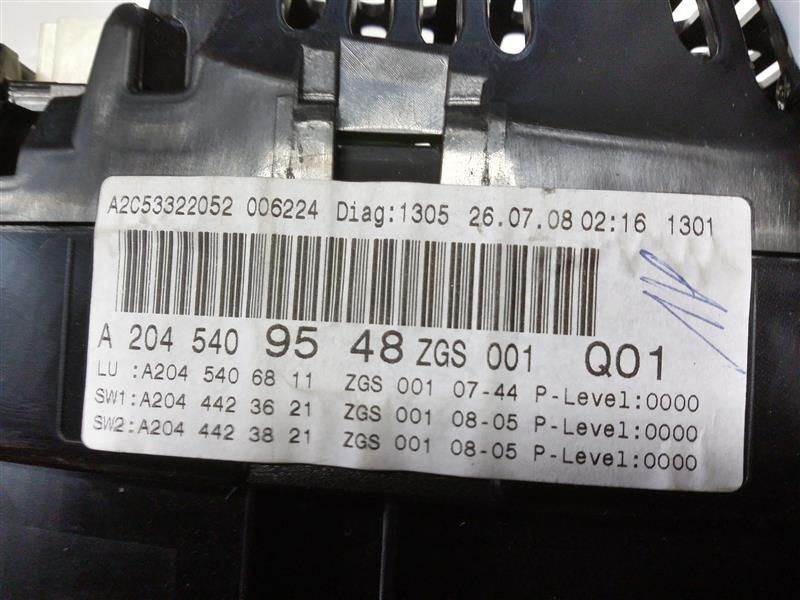 A2C53322052 006224 Diag:1305 26.07.08 02:16 1301
A 204 540 95 48 ZGS 001 Q01
LU :A204 540 68 11 ZGS 001 07-44 P-Level:0000
SW1:A204 442 36 21 ZGS 001 08-05 P-Level:0000
SW2:A204 442 38 21 ZGS 001 08-05 P-Level:0000